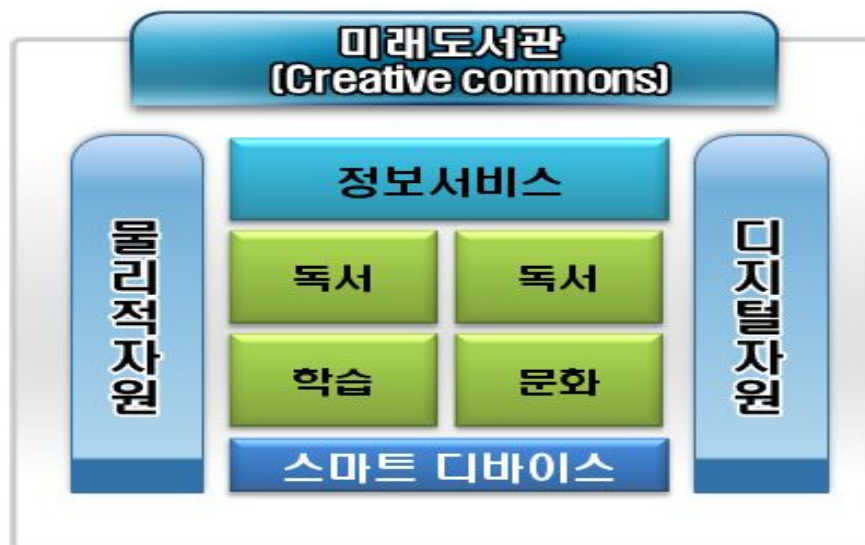 미래도서관
(Creative commons)
물리적자원
정보서비스
독서
독서
학습
문화
스마트 디바이스
디지털자원